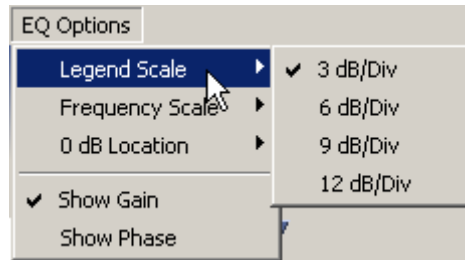 EQ Options
Legend Scale
Frequency Scale
0 dB Location
Show Gain
Show Phase
3 dB/Div
6 dB/Div
9 dB/Div
12 dB/Div